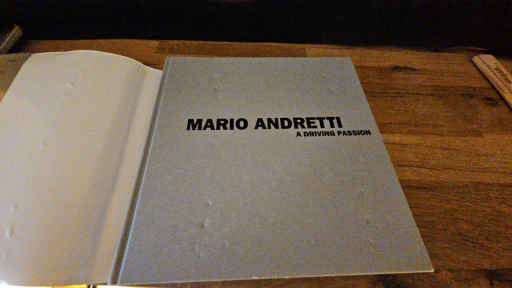 MARIO ANDRETTI
A DRIVING PASSION